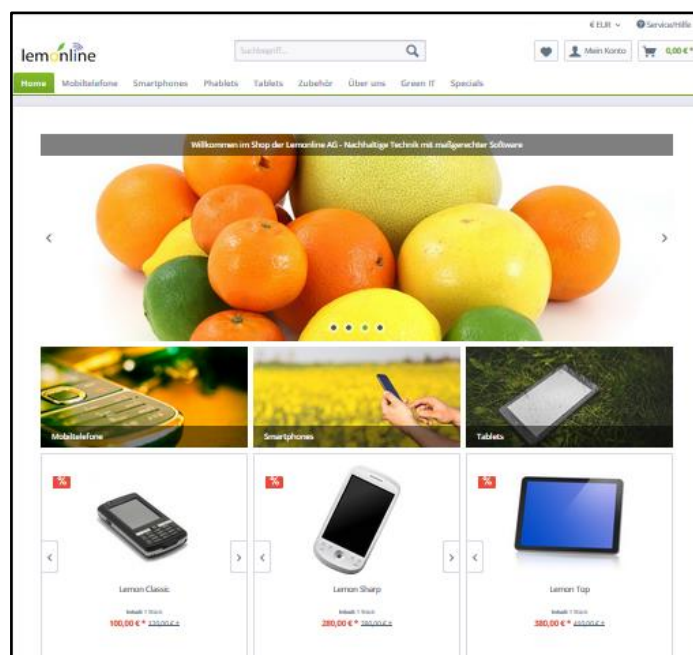 € EUR Service/Hilfe
lemonline Suchbegriff... Mein Konto 0,00 € *
Home Mobiltelefone Smartphones Phablets Tablets Zubehör Über uns Green IT Specials
Willkommen im Shop der Lemonline AG - Nachhaltige Technik mit maßgerechter Software
Mobiltelefone Smartphones Tablets
% % %
Lemon Classic Lemon Sharp Lemon Top
Inhalt 1 Stück Inhalt 1 Stück Inhalt 1 Stück
100,00 € * 280,00 € * 380,00 € *